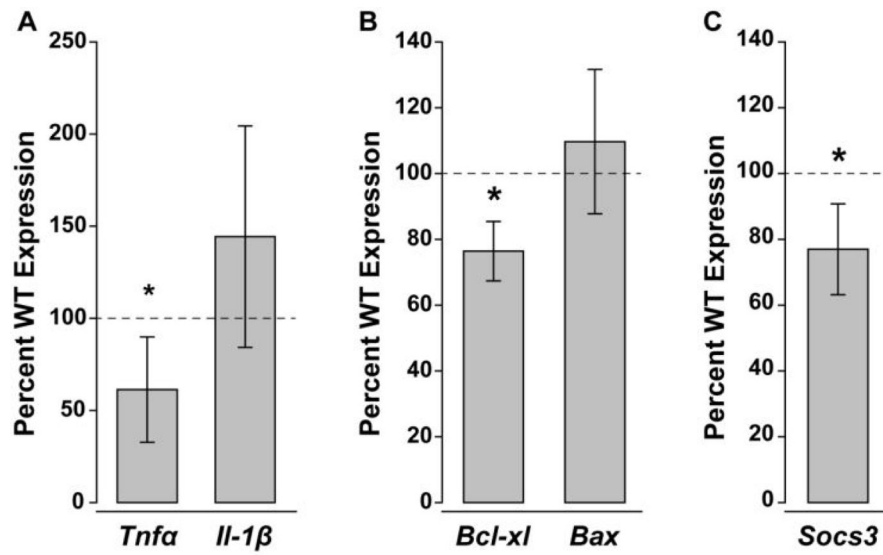 A
Percent WT Expression
250
200
150
100
50
0
*
Tnfα Il-1β
B
Percent WT Expression
140
120
100
80
60
40
20
0
*
Bcl-xl Bax
C
Percent WT Expression
140
120
100
80
60
40
20
0
*
Socs3